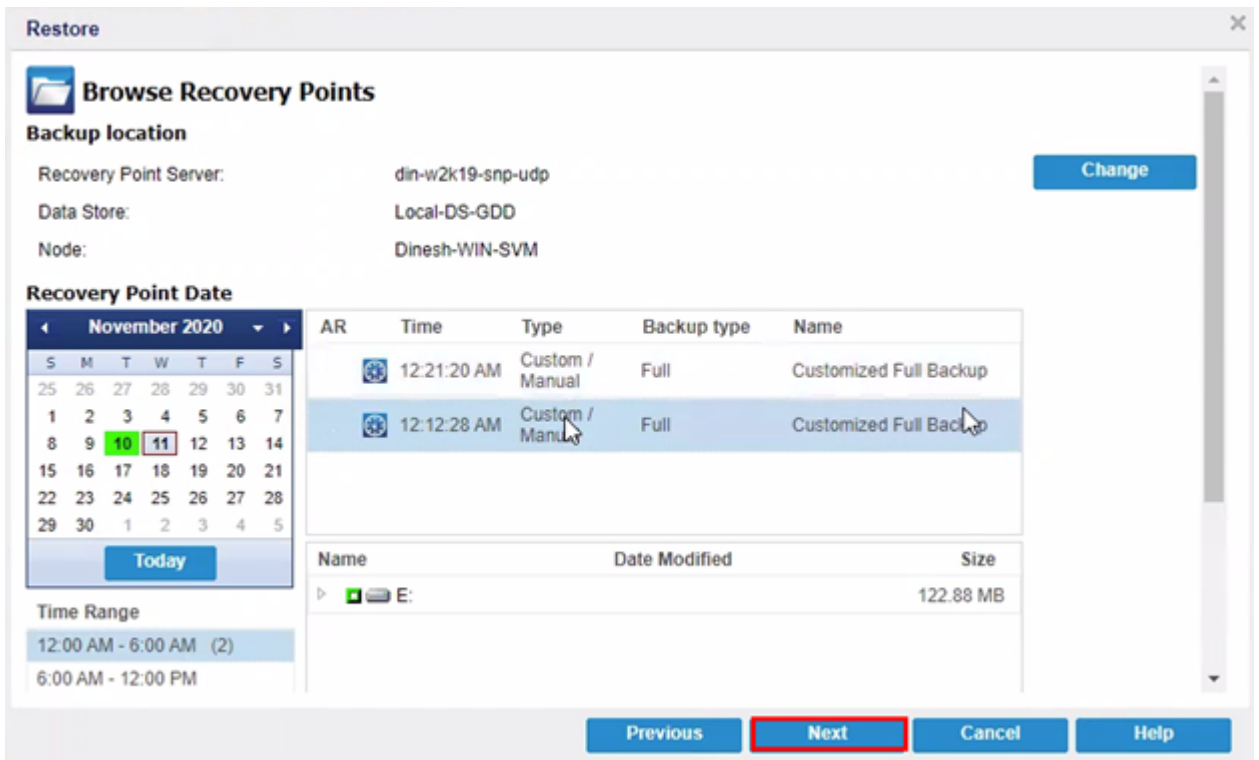 Restore
Browse Recovery Points
Backup location
Recovery Point Server: din-w2k19-snp-udp Change
Data Store: Local-DS-GDD
Node: Dinesh-WIN-SVM
Recovery Point Date
November 2020
S M T W T F S
25 26 27 28 29 30 31
1 2 3 4 5 6 7
8 9 10 11 12 13 14
15 16 17 18 19 20 21
22 23 24 25 26 27 28
29 30 1 2 3 4 5
Today
Time Range
12:00 AM - 6:00 AM (2)
6:00 AM - 12:00 PM
AR Time Type Backup type Name
12:21:20 AM Custom / Full Customized Full Backup
Manual
12:12:28 AM Custom / Full Customized Full Backup
Manual
Name Date Modified Size
E: 122.88 MB
Previous Next Cancel Help